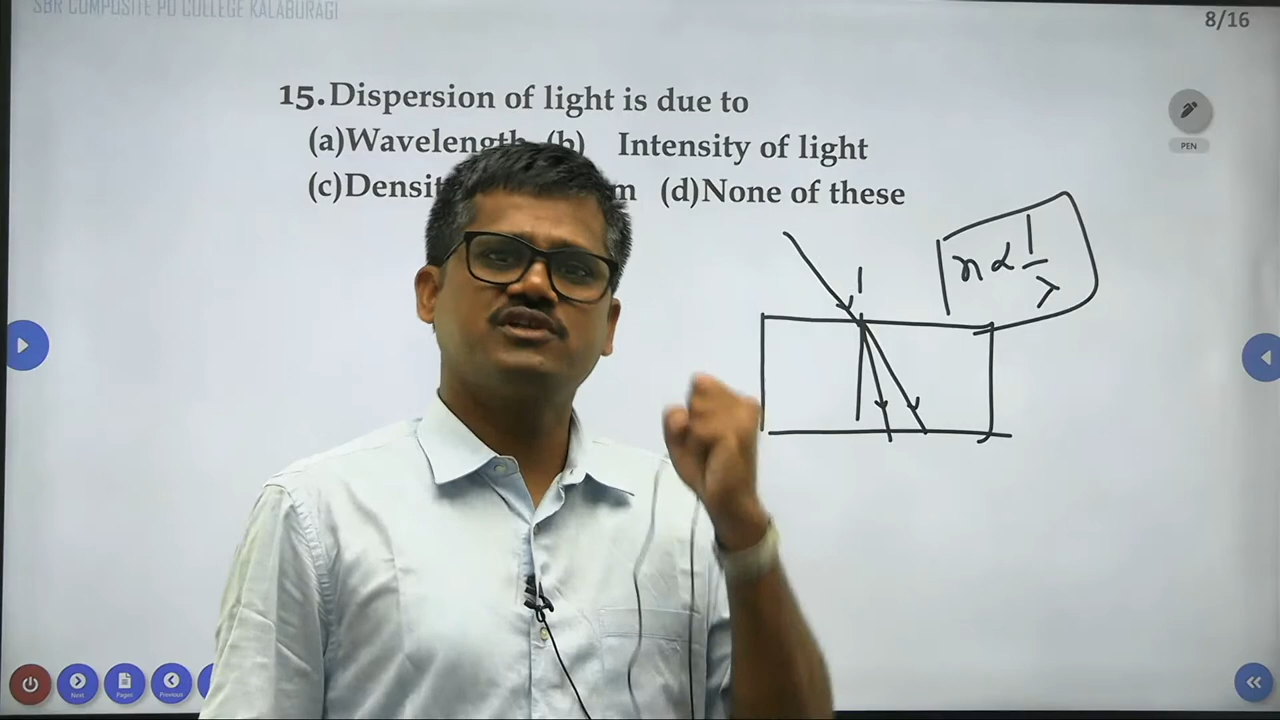 SBR COMPOSITE PU COLLEGE KALABURAGI
8/16
15.Dispersion of light is due to
(a)Wavelength (b) Intensity of light
(c)Densit m (d)None of these
PEN
n ∝ 1/λ
Next
Pages
Previous